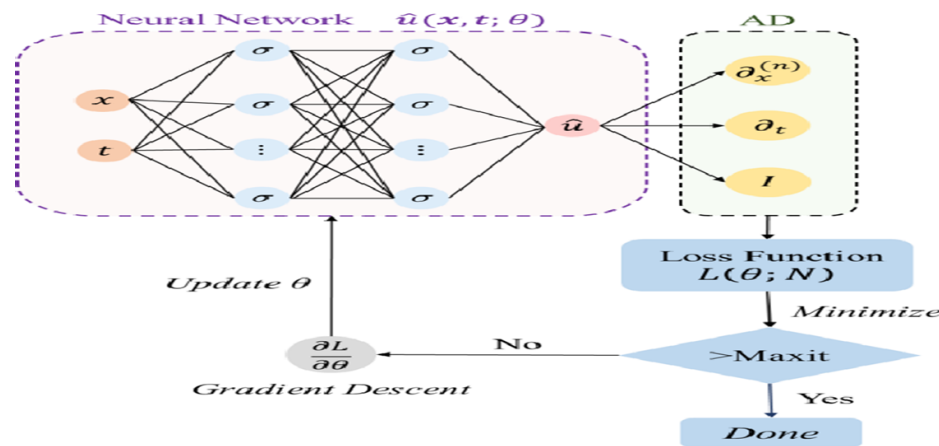 Neural Network û(x, t; θ)
AD
σ σ
∂ₓ⁽ⁿ⁾
x
σ σ
û
∂ₜ
t
⋮ ⋮
σ σ
I
Loss Function
L(θ; N)
Update θ
Minimize
∂L
∂θ
No
>Maxit
Gradient Descent
Yes
Done